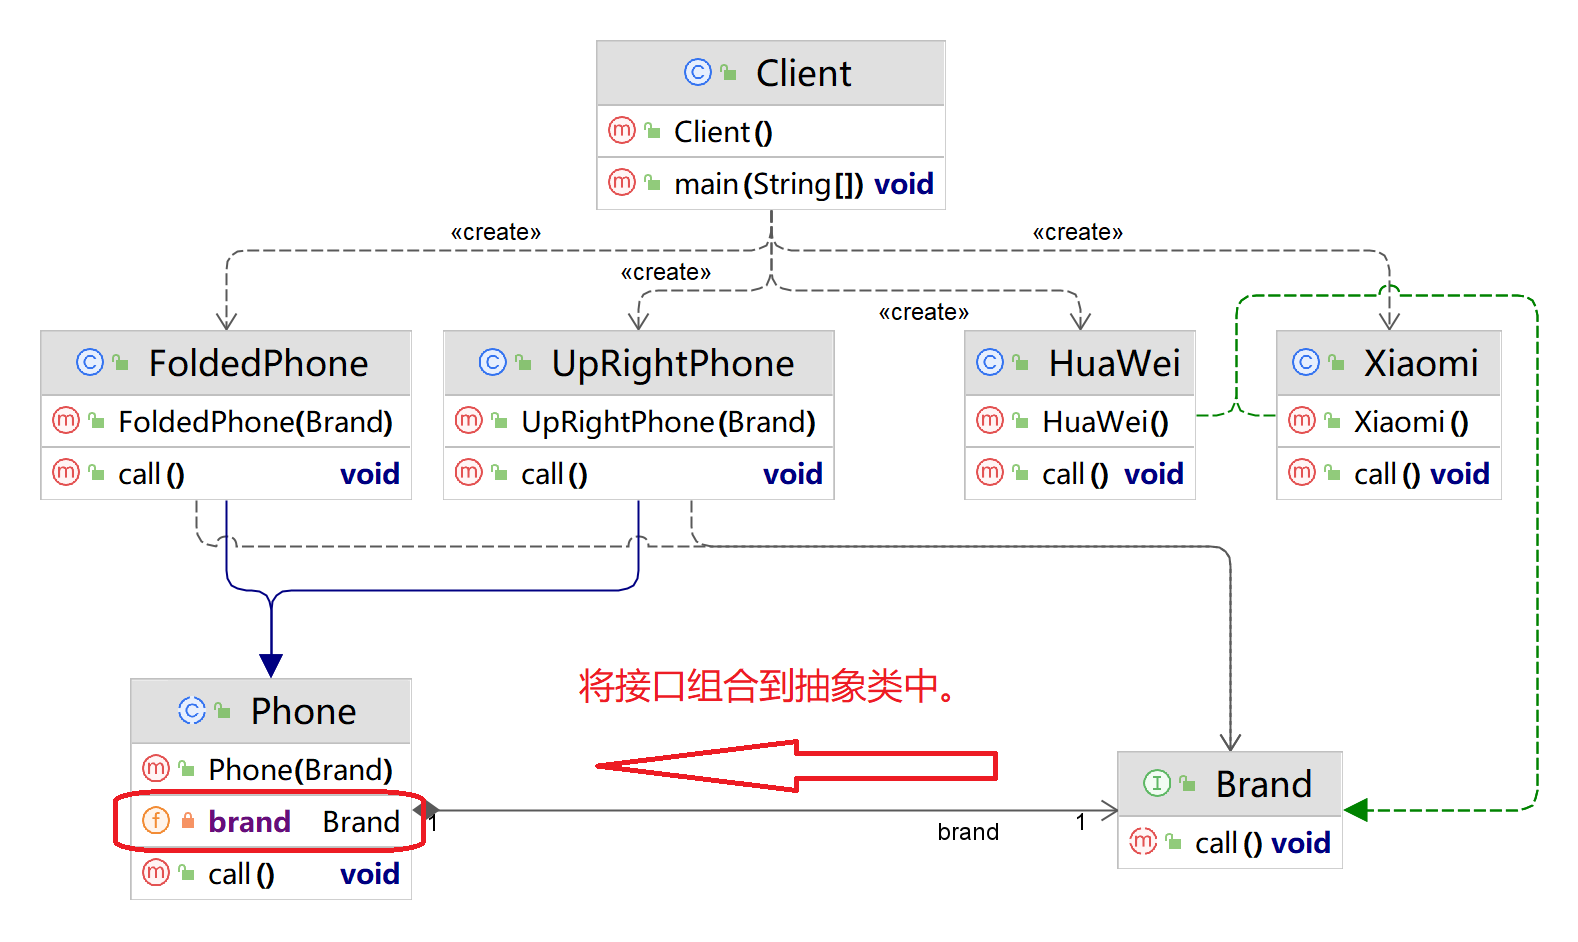 Client
Client()
main(String[]) void
«create»
«create»
«create»
«create»
FoldedPhone
FoldedPhone(Brand)
call() void
UpRightPhone
UpRightPhone(Brand)
call() void
HuaWei
HuaWei()
call() void
Xiaomi
Xiaomi()
call() void
将接口组合到抽象类中。
Phone
Phone(Brand)
brand Brand
call() void
1
brand
1
Brand
call() void